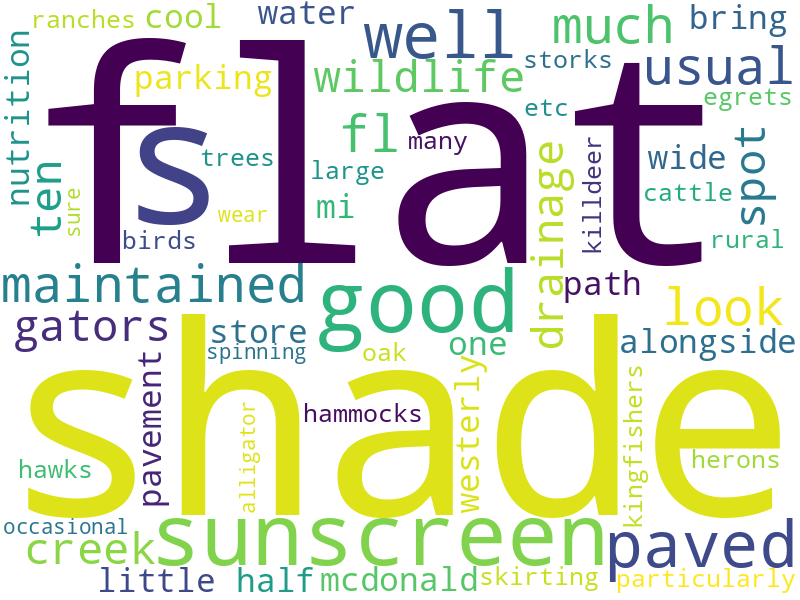 ranches cool water well much bring
nutrition parking wildlife storks usual
flat
s fl many etc killdeer egrets
ten trees large drainage wide spot
sure wear mi cattle
birds rural
maintained good path look
gators store one alongside
spinning oak
shade
pavement alligator hammocks westerly kingfishers
hawks herons
occasional sunscreen paved
creek
little half mcdonald skirting particularly